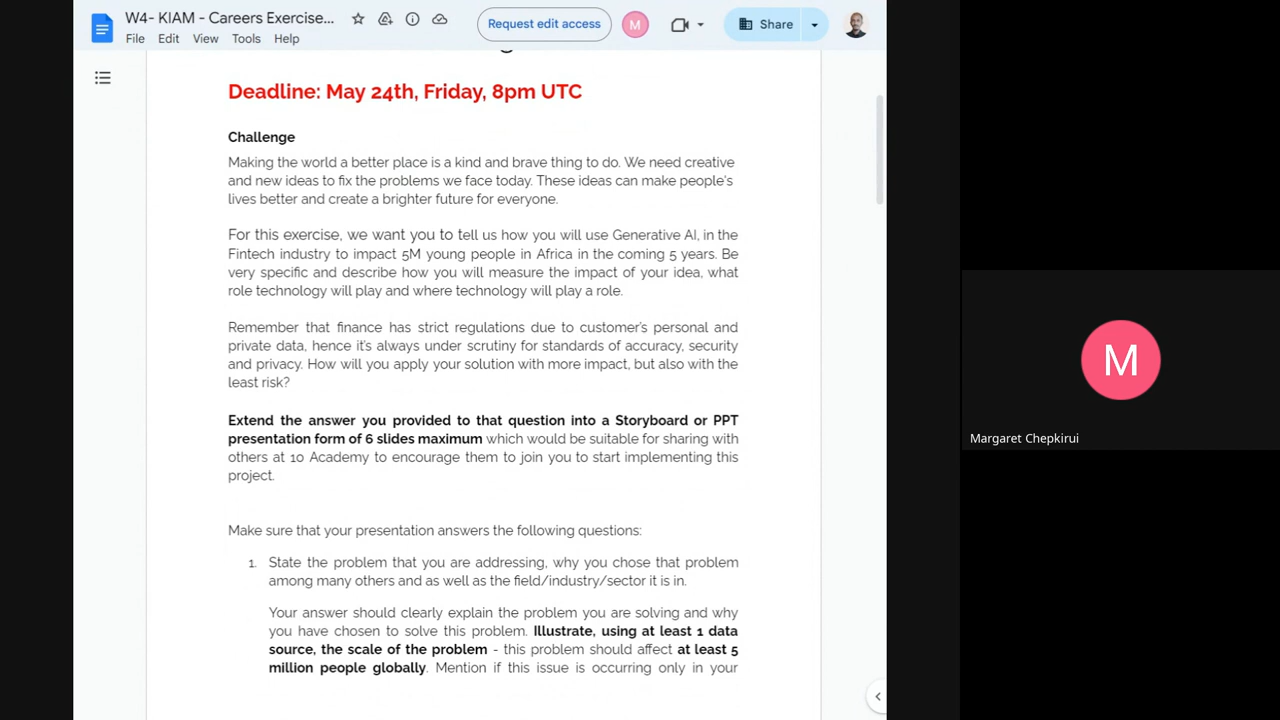 W4- KIAM - Careers Exercise...
Request edit access
M
Share
File Edit View Tools Help
Deadline: May 24th, Friday, 8pm UTC
Challenge
Making the world a better place is a kind and brave thing to do. We need creative
and new ideas to fix the problems we face today. These ideas can make people's
lives better and create a brighter future for everyone.
For this exercise, we want you to tell us how you will use Generative AI, in the
Fintech industry to impact 5M young people in Africa in the coming 5 years. Be
very specific and describe how you will measure the impact of your idea, what
role technology will play and where technology will play a role.
Remember that finance has strict regulations due to customer's personal and
private data, hence it's always under scrutiny for standards of accuracy, security
and privacy. How will you apply your solution with more impact, but also with the
least risk?
Extend the answer you provided to that question into a Storyboard or PPT
presentation form of 6 slides maximum which would be suitable for sharing with
others at 10 Academy to encourage them to join you to start implementing this
project.
Make sure that your presentation answers the following questions:
1. State the problem that you are addressing, why you chose that problem
among many others and as well as the field/industry/sector it is in.
Your answer should clearly explain the problem you are solving and why
you have chosen to solve this problem. Illustrate, using at least 1 data
source, the scale of the problem - this problem should affect at least 5
million people globally. Mention if this issue is occurring only in your
M
Margaret Chepkirui